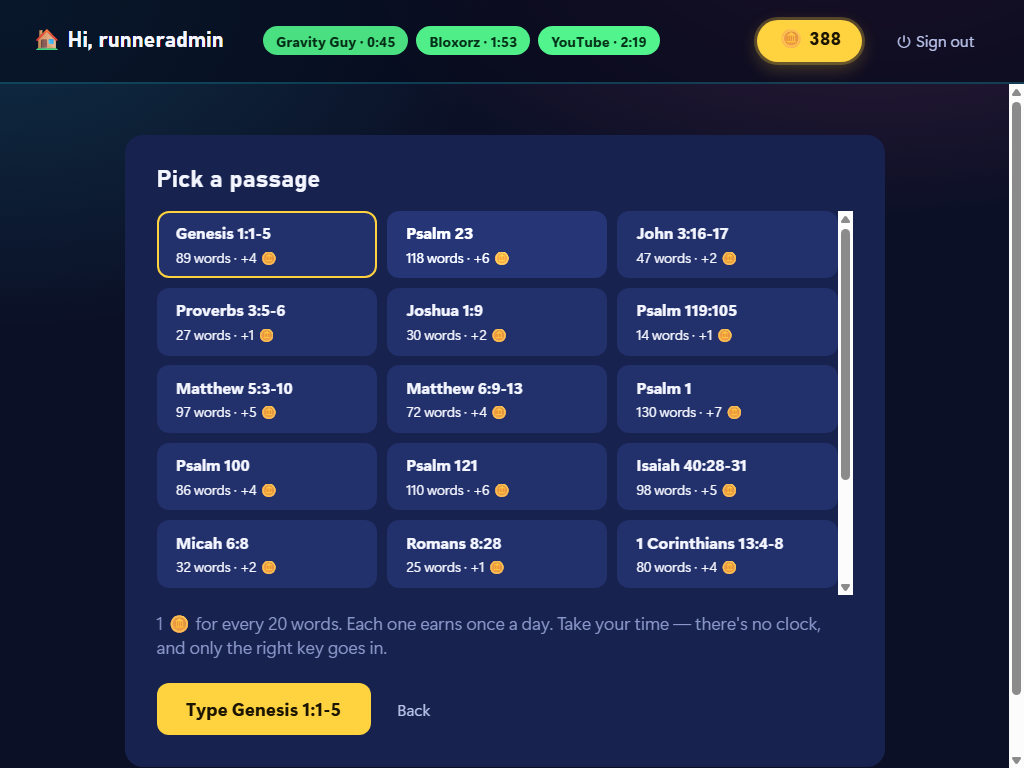 Hi, runneradmin
Gravity Guy · 0:45
Bloxorz · 1:53
YouTube · 2:19
388
Sign out
Pick a passage
Genesis 1:1-5
89 words · +4
Psalm 23
118 words · +6
John 3:16-17
47 words · +2
Proverbs 3:5-6
27 words · +1
Joshua 1:9
30 words · +2
Psalm 119:105
14 words · +1
Matthew 5:3-10
97 words · +5
Matthew 6:9-13
72 words · +4
Psalm 1
130 words · +7
Psalm 100
86 words · +4
Psalm 121
110 words · +6
Isaiah 40:28-31
98 words · +5
Micah 6:8
32 words · +2
Romans 8:28
25 words · +1
1 Corinthians 13:4-8
80 words · +4
1 for every 20 words. Each one earns once a day. Take your time — there's no clock,
and only the right key goes in.
Type Genesis 1:1-5
Back